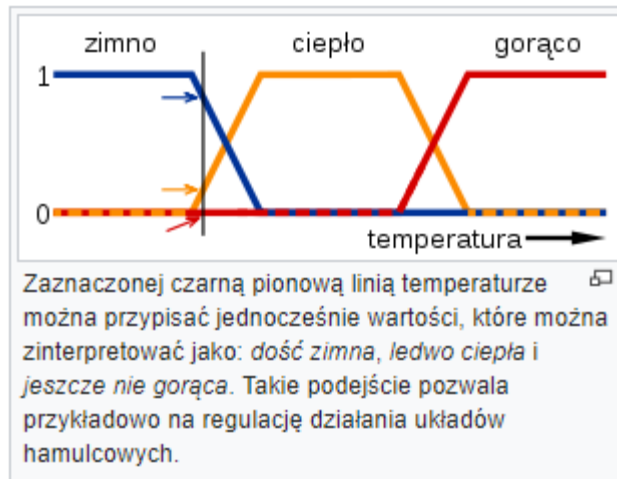 zimno ciepło gorąco
1
0
temperatura
Zaznaczonej czarną pionową linią temperaturze
można przypisać jednocześnie wartości, które można
zinterpretować jako: dość zimna, ledwo ciepła i
jeszcze nie gorąca. Takie podejście pozwala
przykładowo na regulację działania układów
hamulcowych.